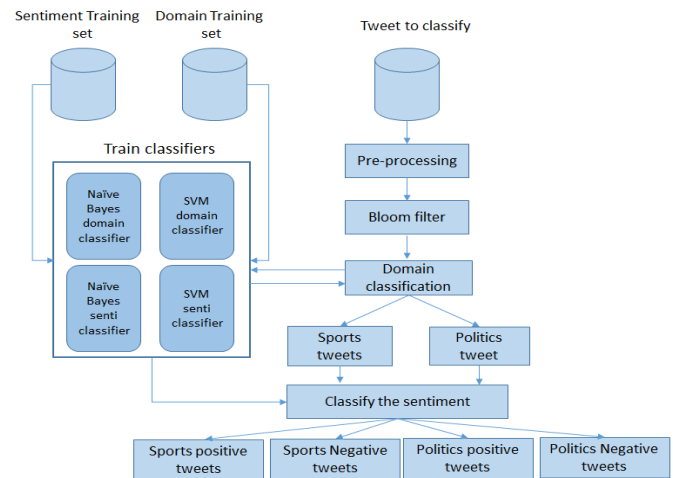 Sentiment Training
set
Domain Training
set
Tweet to classify
Train classifiers
Naïve
Bayes
domain
classifier
SVM
domain
classifier
Naïve
Bayes
senti
classifier
SVM
senti
classifier
Pre-processing
Bloom filter
Domain
classification
Sports
tweets
Politics
tweet
Classify the sentiment
Sports positive
tweets
Sports Negative
tweets
Politics positive
tweets
Politics Negative
tweets